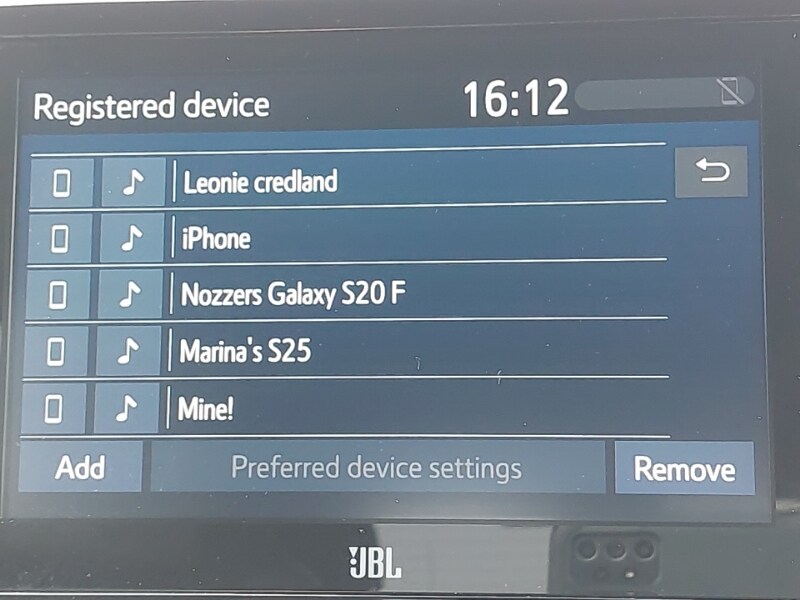 Registered device 16:12
Leonie credland
iPhone
Nozzers Galaxy S20 F
Marina's S25
Mine!
Add Preferred device settings Remove
JBL